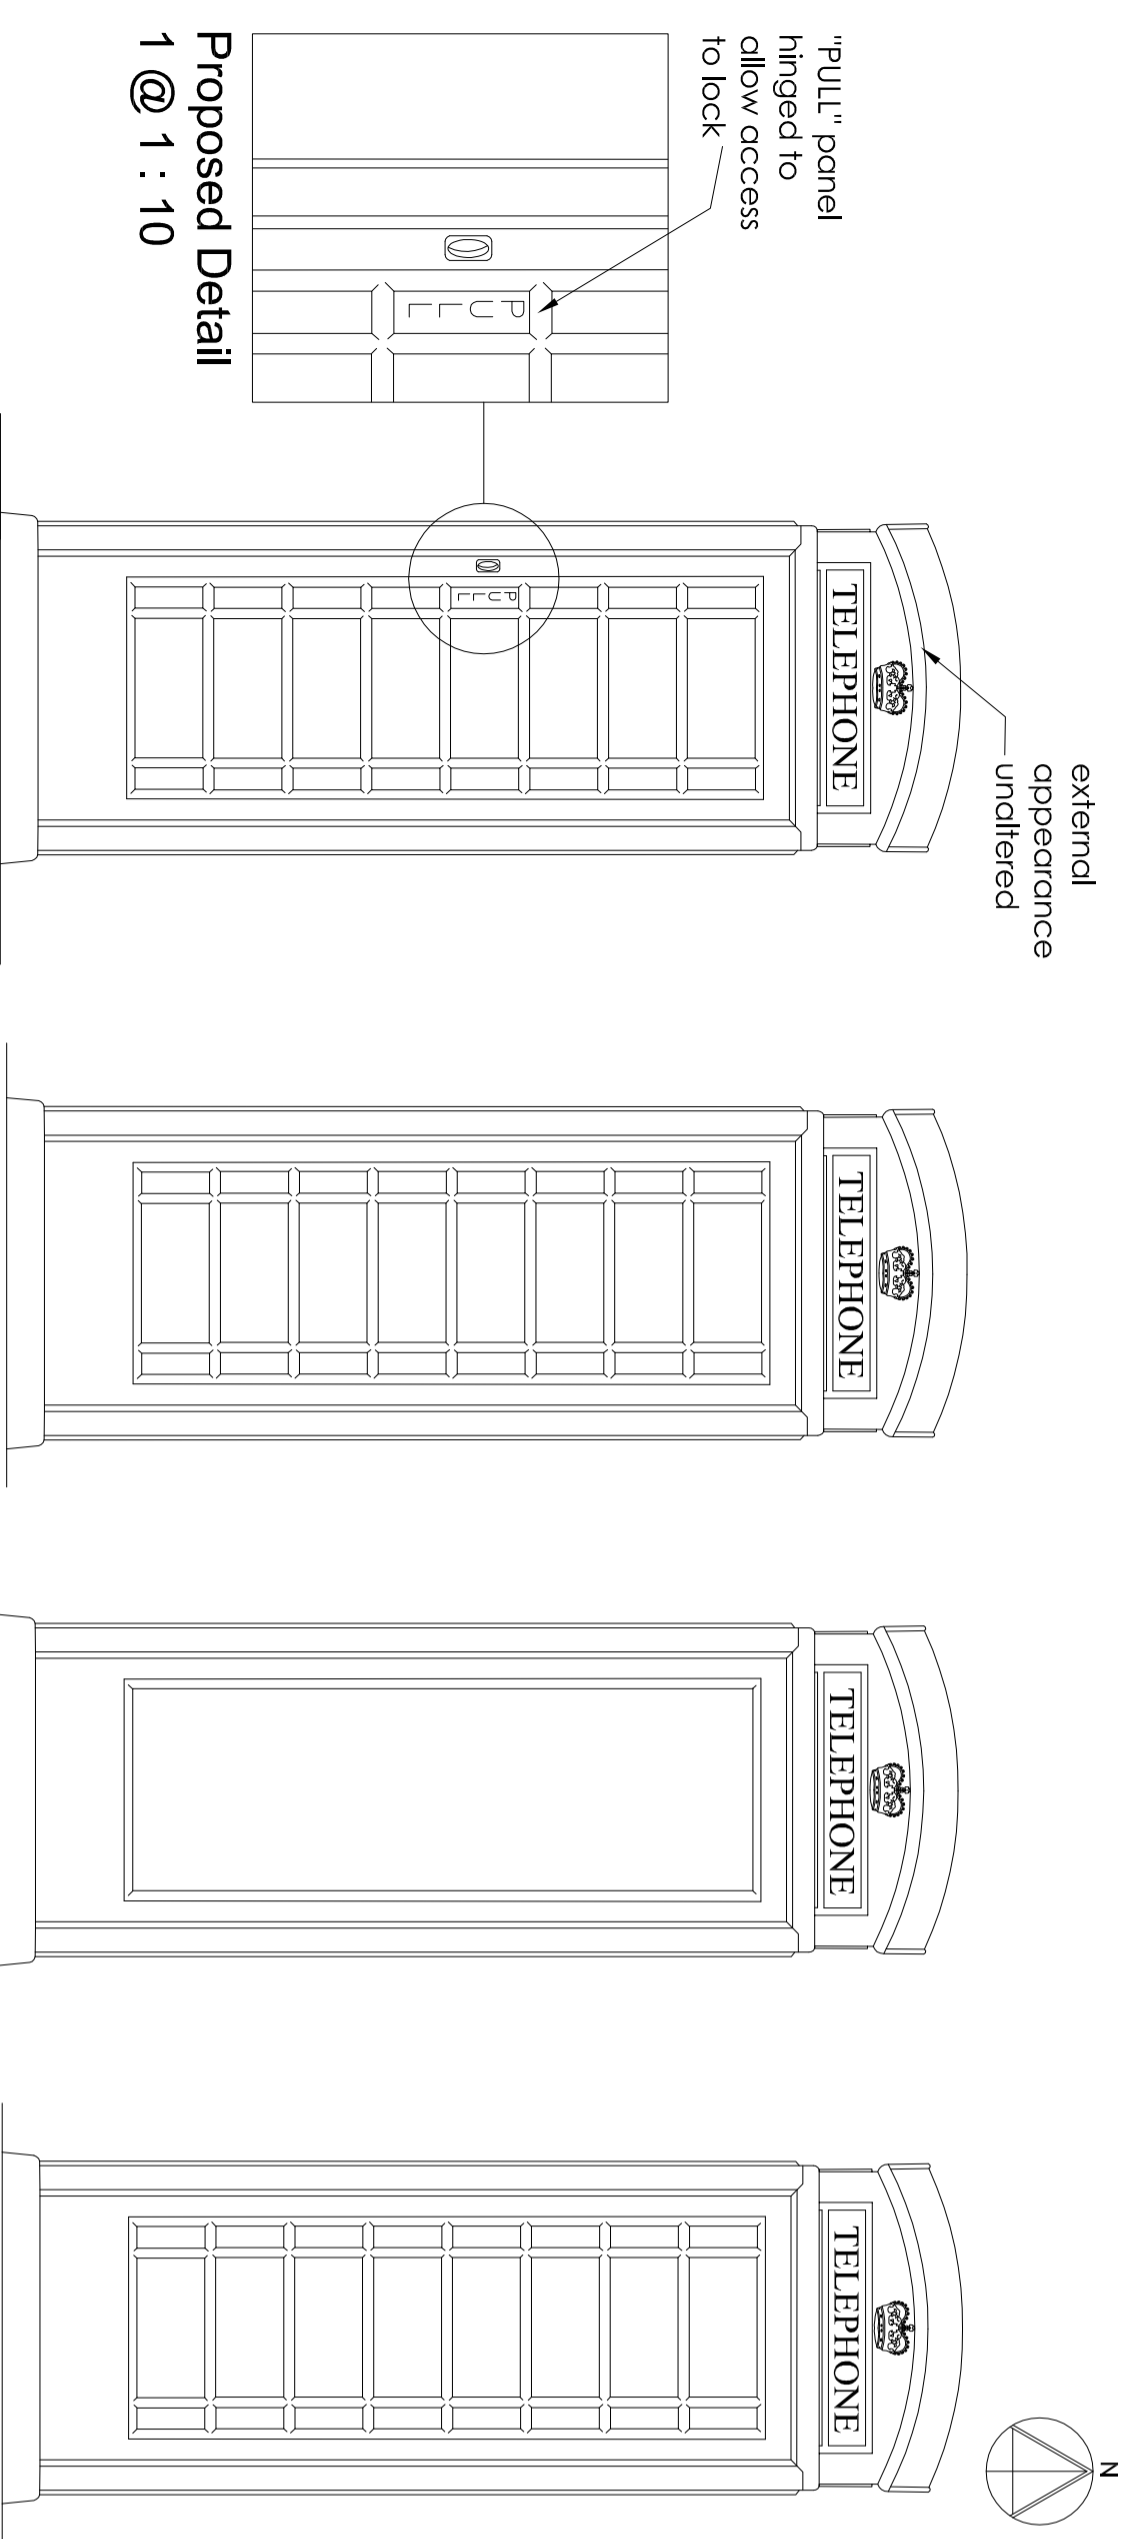 external
appearance
unaltered
"PULL" panel
hinged to
allow access
to lock
PULL
Proposed Detail
1 @ 1 : 10
TELEPHONE
PULL
TELEPHONE
TELEPHONE
TELEPHONE
N